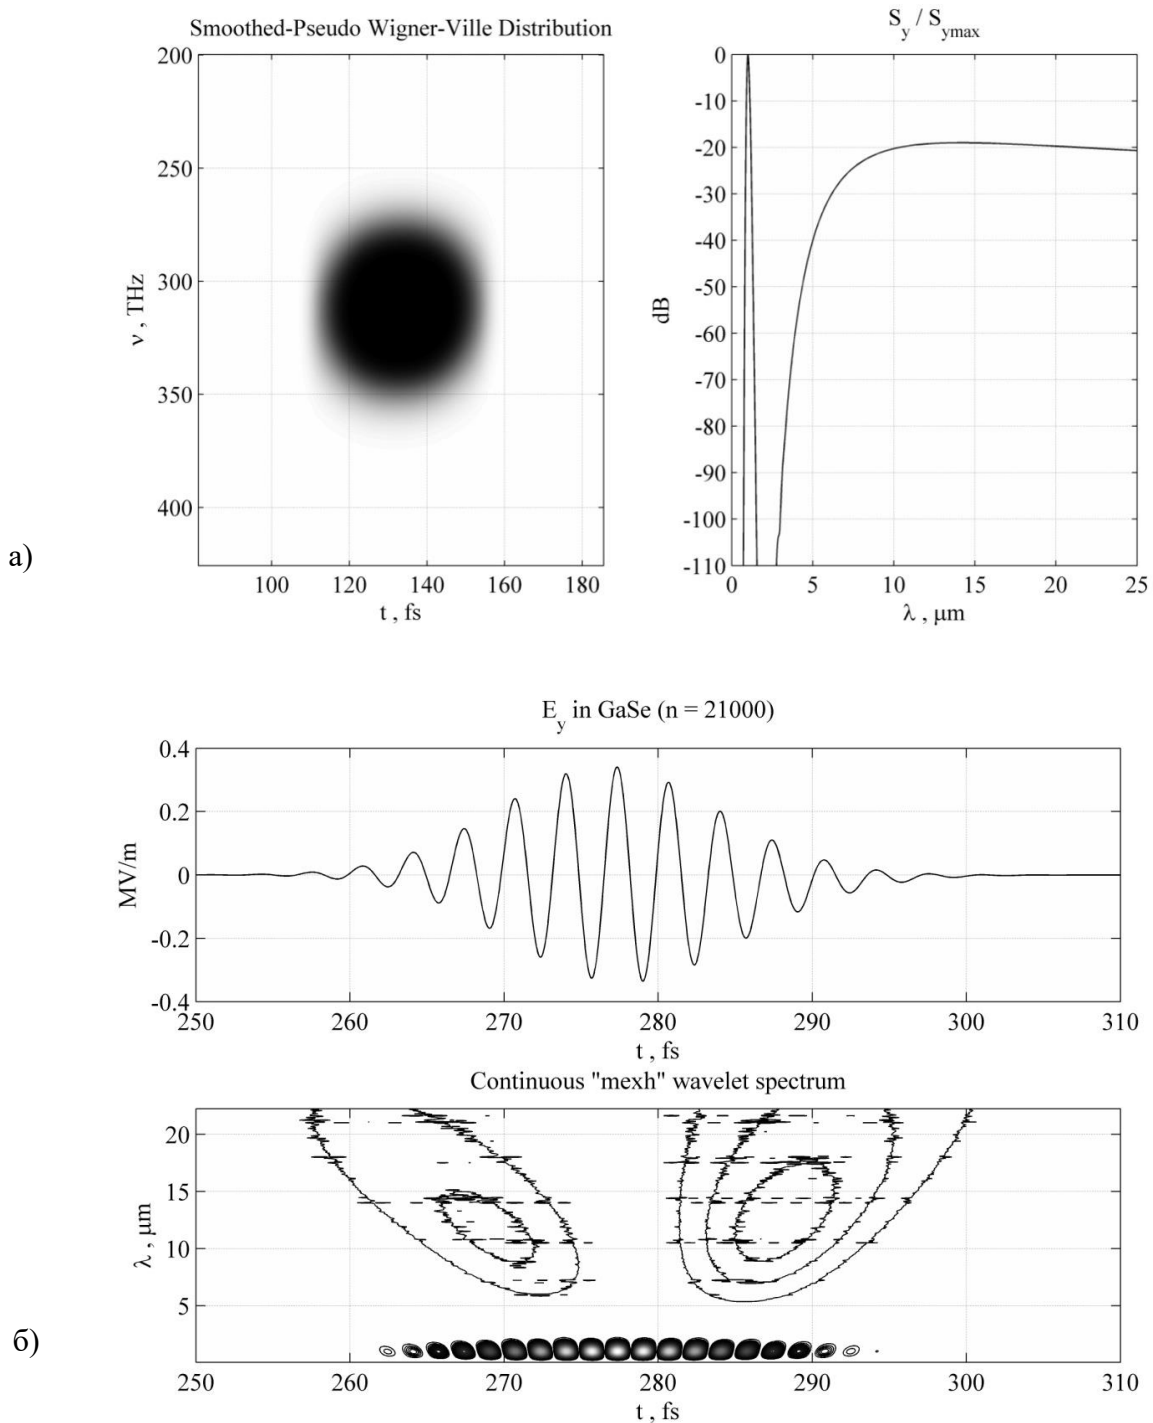 Smoothed-Pseudo Wigner-Ville Distribution
200
250
300
350
400
ν , THz
100 120 140 160 180
t , fs
S_y / S_ymax
0
-10
-20
-30
-40
-50
-60
-70
-80
-90
-100
-110
dB
0 5 10 15 20 25
λ , μm
а)
E_y in GaSe (n = 21000)
0.4
0.2
0
-0.2
-0.4
MV/m
250 260 270 280 290 300 310
t , fs
Continuous "mexh" wavelet spectrum
20
15
10
5
λ , μm
б)
250 260 270 280 290 300 310
t , fs